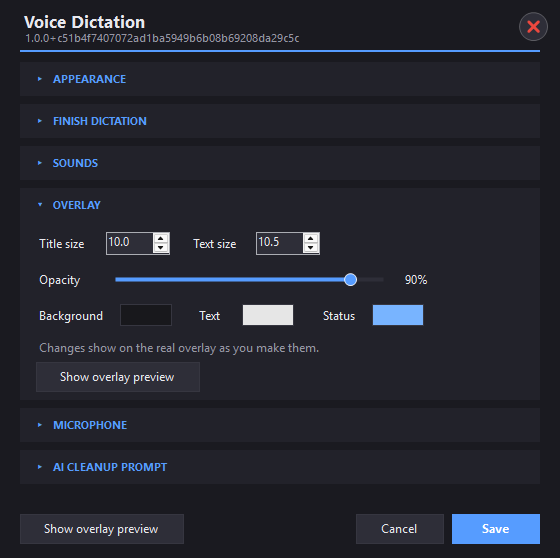 Voice Dictation
1.0.0+c51b4f7407072ad1ba5949b6b08b69208da29c5c
APPEARANCE
FINISH DICTATION
SOUNDS
OVERLAY
Title size 10.0 Text size 10.5
Opacity 90%
Background Text Status
Changes show on the real overlay as you make them.
Show overlay preview
MICROPHONE
AI CLEANUP PROMPT
Show overlay preview Cancel Save